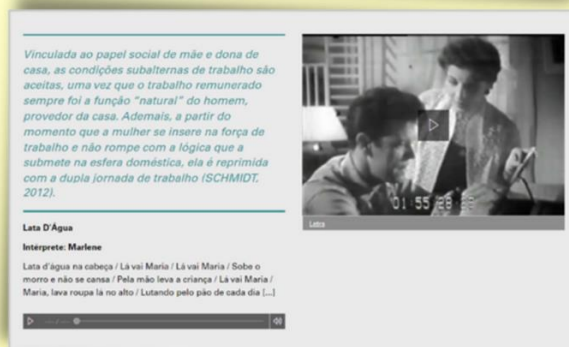 Vinculada ao papel social de mãe e dona de
casa, as condições subalternas de trabalho são
aceitas, uma vez que o trabalho remunerado
sempre foi a função “natural” do homem,
provedor da casa. Ademais, a partir do
momento que a mulher se insere na força de
trabalho e não rompe com a lógica que a
submete na esfera doméstica, ela é reprimida
com a dupla jornada de trabalho (SCHMIDT,
2012).
Lata D'Água
Intérprete: Marlene
Lata d'água na cabeça / Lá vai Maria / Lá vai Maria / Sobe o
morro e não se cansa / Pela mão leva a criança / Lá vai Maria /
Maria, lava roupa lá no alto / Lutando pelo pão de cada dia [...]